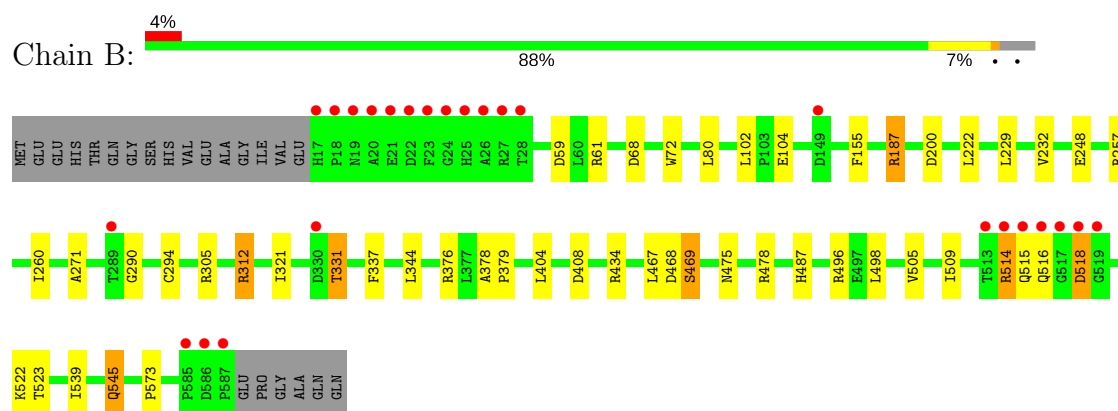 4%
Chain B:
88% 7% • •
MET GLU GLU HIS THR GLN GLY SER HIS VAL GLU ALA GLY ILE VAL GLU H17 P18 N19 A20 E21 D22 F23 G24 H25 A26 R27 T28 D59 L60 R61 D68 W72 L80 L102 P103 E104 D149 F155 R187 D200 L222 L229 V232 E248
I260 A271 T289 G290 C294 R305 R312 I321 D330 T331 F337 L344 R376 L377 A378 P379 L404 D408 R434 L467 D468 S469 N475 R478 H487 R496 E497 L498 V505 I509 T513 R514 Q515 Q516 G517 D518 G519
K522 T523 I539 Q545 P573 P585 D586 P587 GLU PRO GLY ALA GLN GLN